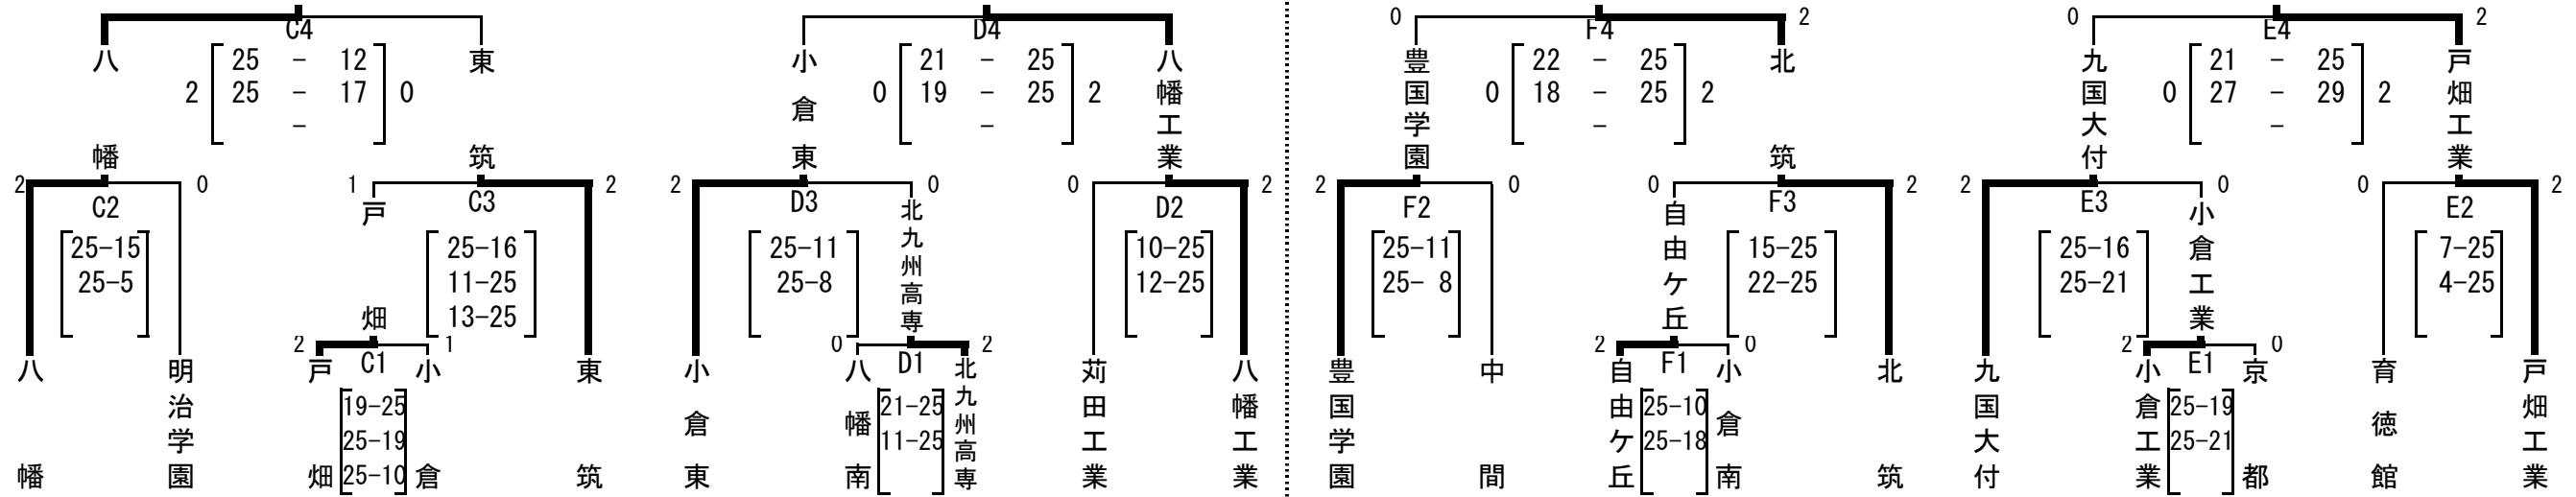 C4
八幡
2
25 - 12
25 - 17
-
0
東筑
2
0
C2
25-15
25-5
八幡
明治学園
1
2
戸畑
C3
25-16
11-25
13-25
2
1
戸畑
C1
19-25
25-19
25-10
小倉
東筑
D4
小倉東
0
21 - 25
19 - 25
-
2
八幡工業
2
0
D3
25-11
25-8
北九州高専
小倉東
0
2
八幡南
D1
21-25
11-25
北九州高専
0
2
D2
10-25
12-25
苅田工業
八幡工業
0
2
F4
豊国学園
0
22 - 25
18 - 25
-
2
北筑
2
0
F2
25-11
25- 8
豊国学園
中間
0
2
自由ケ丘
F3
15-25
22-25
2
0
自由ケ丘
F1
25-10
25-18
小倉南
北筑
0
2
E4
九国大付
0
21 - 25
27 - 29
-
2
戸畑工業
2
0
E3
25-16
25-21
小倉工業
九国大付
2
0
小倉工業
E1
25-19
25-21
京都
0
2
E2
7-25
4-25
育徳館
戸畑工業